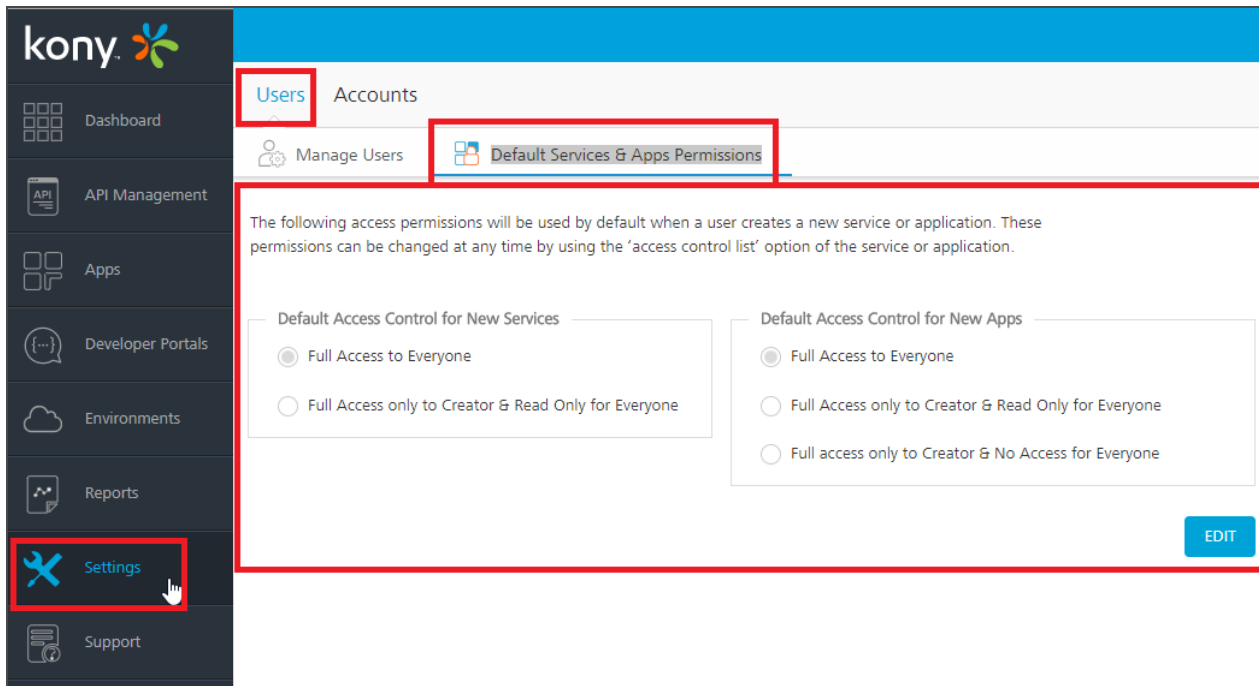 kony
Dashboard
API
API Management
Apps
{···}
Developer Portals
Environments
Reports
Settings
Support
Users Accounts
Manage Users Default Services & Apps Permissions
The following access permissions will be used by default when a user creates a new service or application. These
permissions can be changed at any time by using the ‘access control list’ option of the service or application.
Default Access Control for New Services
Full Access to Everyone
Full Access only to Creator & Read Only for Everyone
Default Access Control for New Apps
Full Access to Everyone
Full Access only to Creator & Read Only for Everyone
Full access only to Creator & No Access for Everyone
EDIT